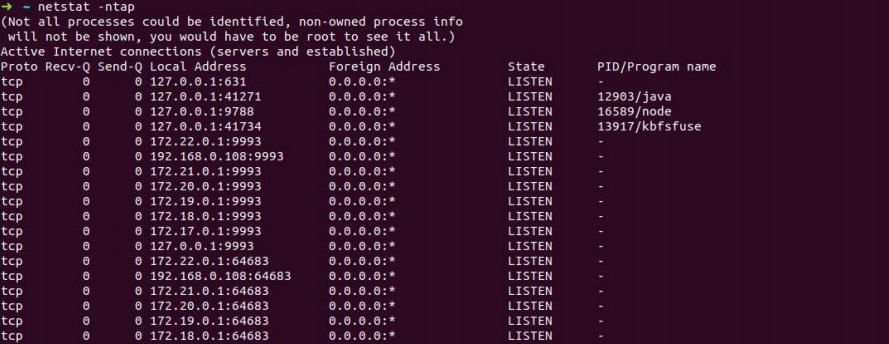 ➜ ~ netstat -ntap
(Not all processes could be identified, non-owned process info
 will not be shown, you would have to be root to see it all.)
Active Internet connections (servers and established)
Proto Recv-Q Send-Q Local Address           Foreign Address         State       PID/Program name
tcp        0      0 127.0.0.1:631           0.0.0.0:*               LISTEN      -
tcp        0      0 127.0.0.1:41271         0.0.0.0:*               LISTEN      12903/java
tcp        0      0 127.0.0.1:9788          0.0.0.0:*               LISTEN      16589/node
tcp        0      0 127.0.0.1:41734         0.0.0.0:*               LISTEN      13917/kbfsfuse
tcp        0      0 172.22.0.1:9993         0.0.0.0:*               LISTEN      -
tcp        0      0 192.168.0.108:9993      0.0.0.0:*               LISTEN      -
tcp        0      0 172.21.0.1:9993         0.0.0.0:*               LISTEN      -
tcp        0      0 172.20.0.1:9993         0.0.0.0:*               LISTEN      -
tcp        0      0 172.19.0.1:9993         0.0.0.0:*               LISTEN      -
tcp        0      0 172.18.0.1:9993         0.0.0.0:*               LISTEN      -
tcp        0      0 172.17.0.1:9993         0.0.0.0:*               LISTEN      -
tcp        0      0 127.0.0.1:9993          0.0.0.0:*               LISTEN      -
tcp        0      0 172.22.0.1:64683        0.0.0.0:*               LISTEN      -
tcp        0      0 192.168.0.108:64683     0.0.0.0:*               LISTEN      -
tcp        0      0 172.21.0.1:64683        0.0.0.0:*               LISTEN      -
tcp        0      0 172.20.0.1:64683        0.0.0.0:*               LISTEN      -
tcp        0      0 172.19.0.1:64683        0.0.0.0:*               LISTEN      -
tcp        0      0 172.18.0.1:64683        0.0.0.0:*               LISTEN      -